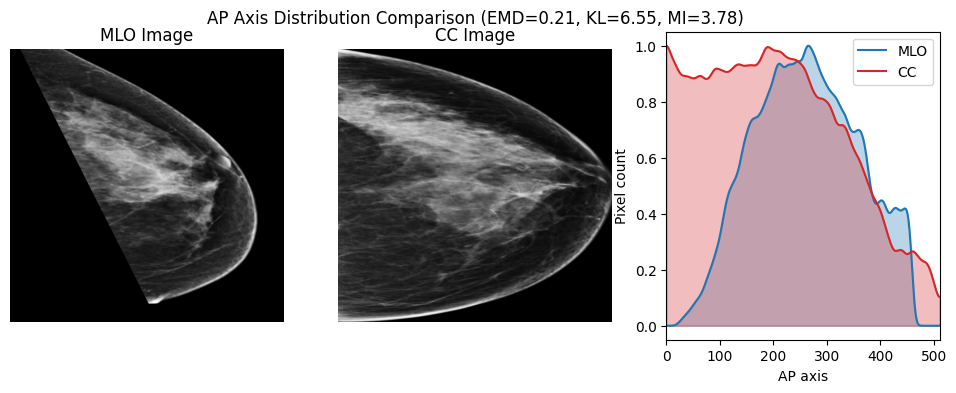 AP Axis Distribution Comparison (EMD=0.21, KL=6.55, MI=3.78)
MLO Image
CC Image
MLO
CC
Pixel count
1.0
0.8
0.6
0.4
0.2
0.0
0 100 200 300 400 500
AP axis